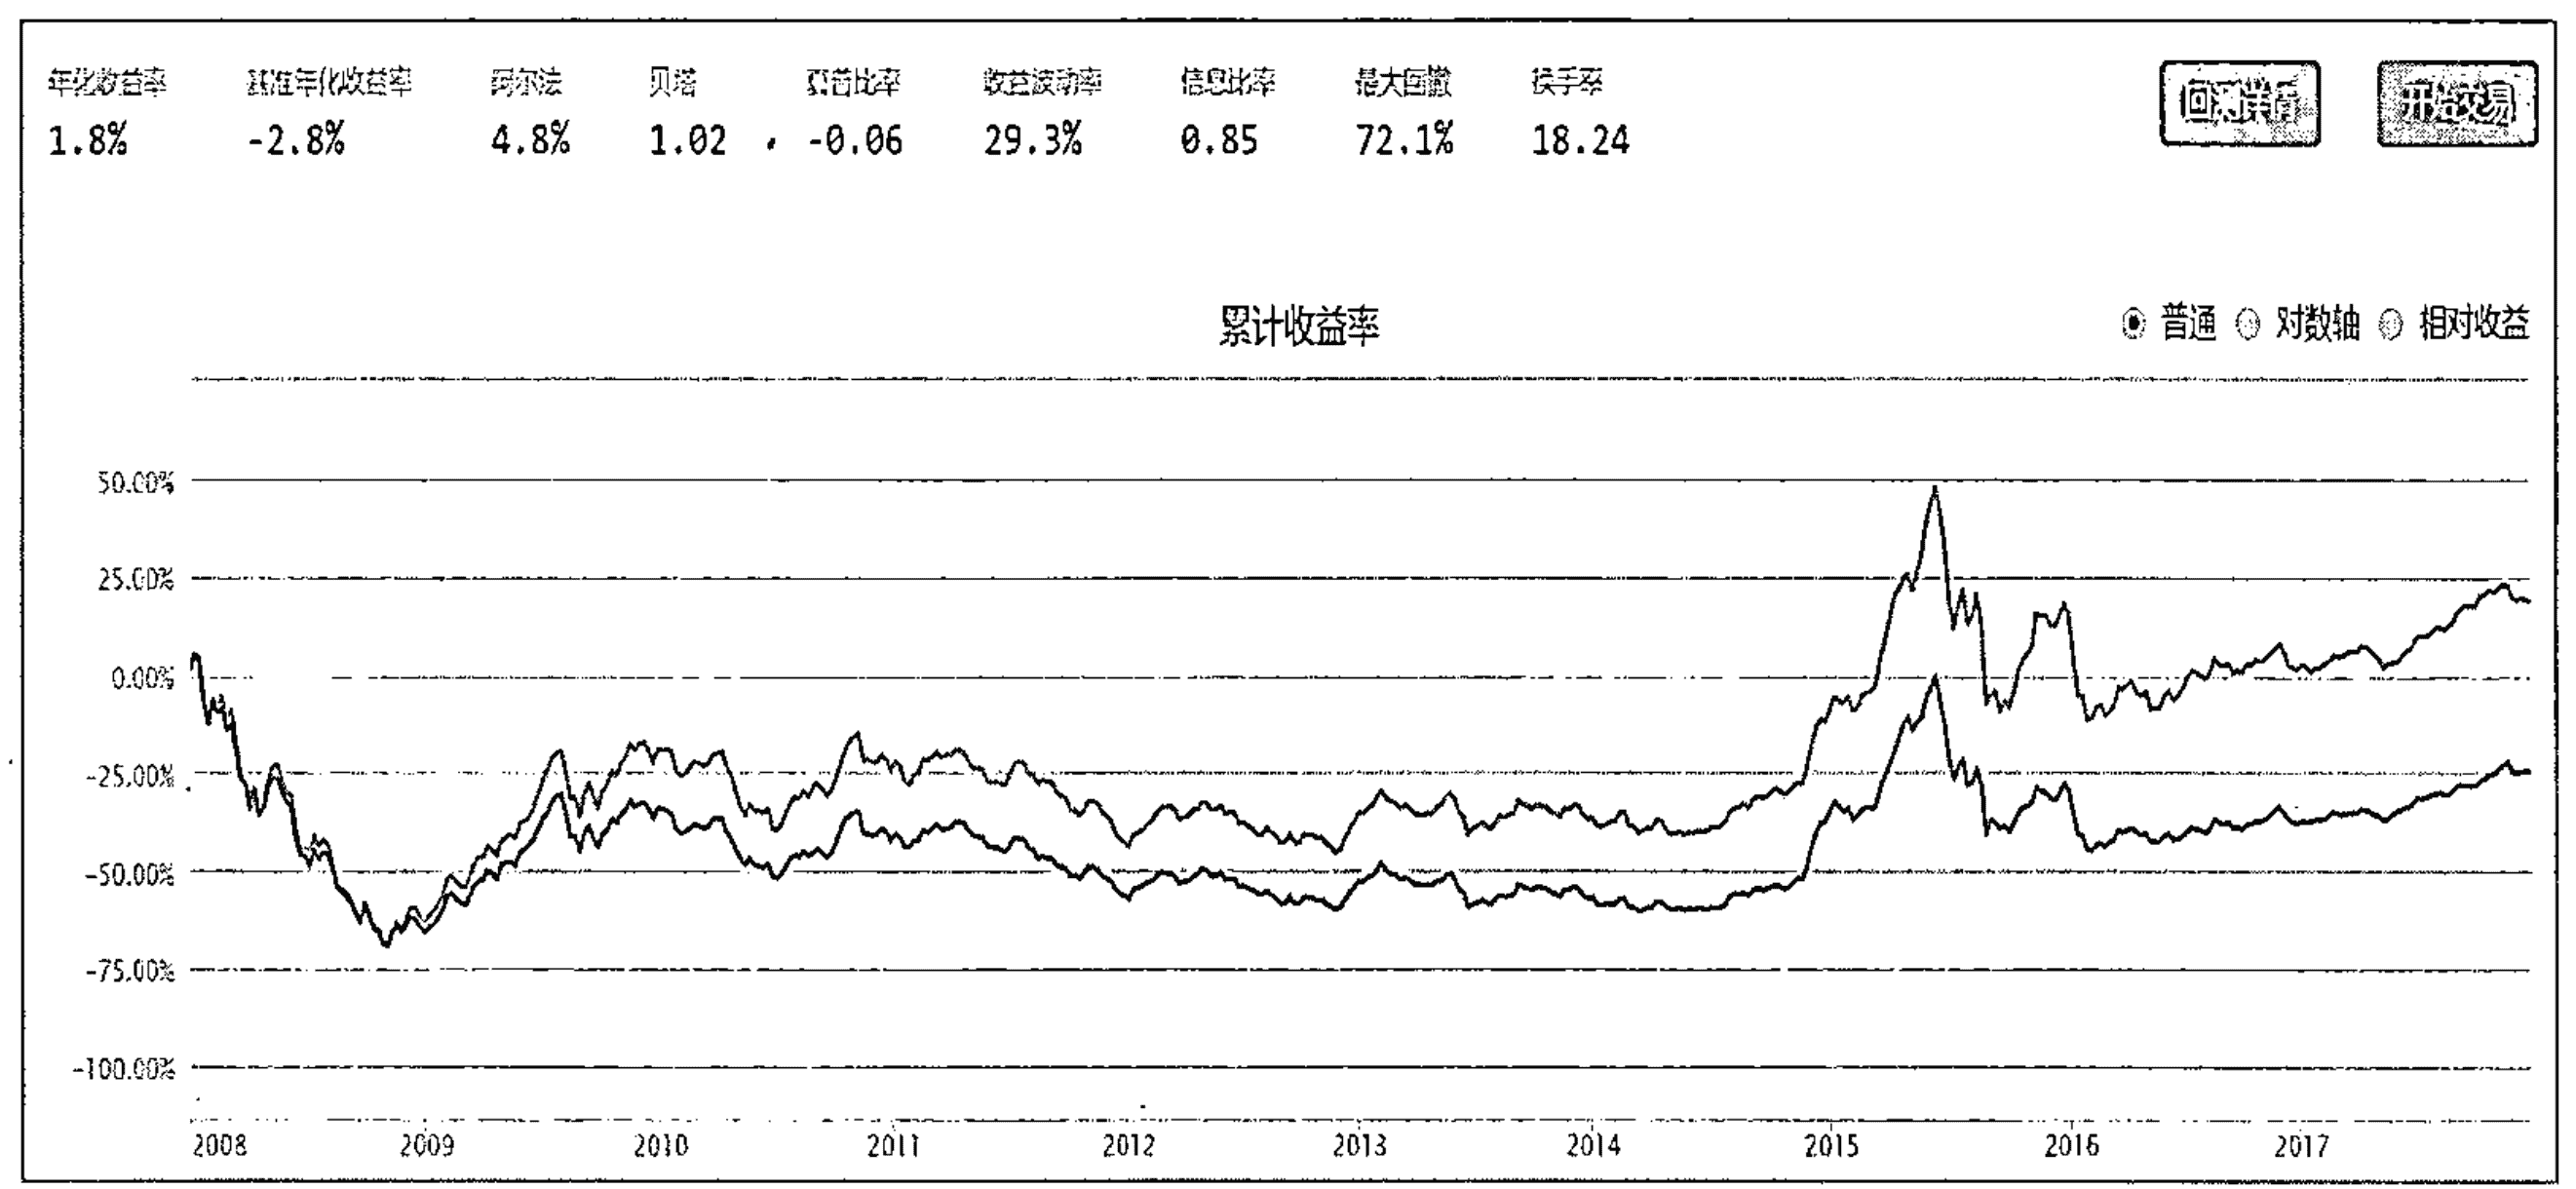 年化收益率 基准年化收益率 阿尔法 贝塔 夏普比率 收益波动率 信息比率 最大回撤 换手率
1.8% -2.8% 4.8% 1.02 -0.06 29.3% 0.85 72.1% 18.24
回测详情 开始交易
累计收益率
普通 对数轴 相对收益
50.00%
25.00%
0.00%
-25.00%
-50.00%
-75.00%
-100.00%
2008 2009 2010 2011 2012 2013 2014 2015 2016 2017